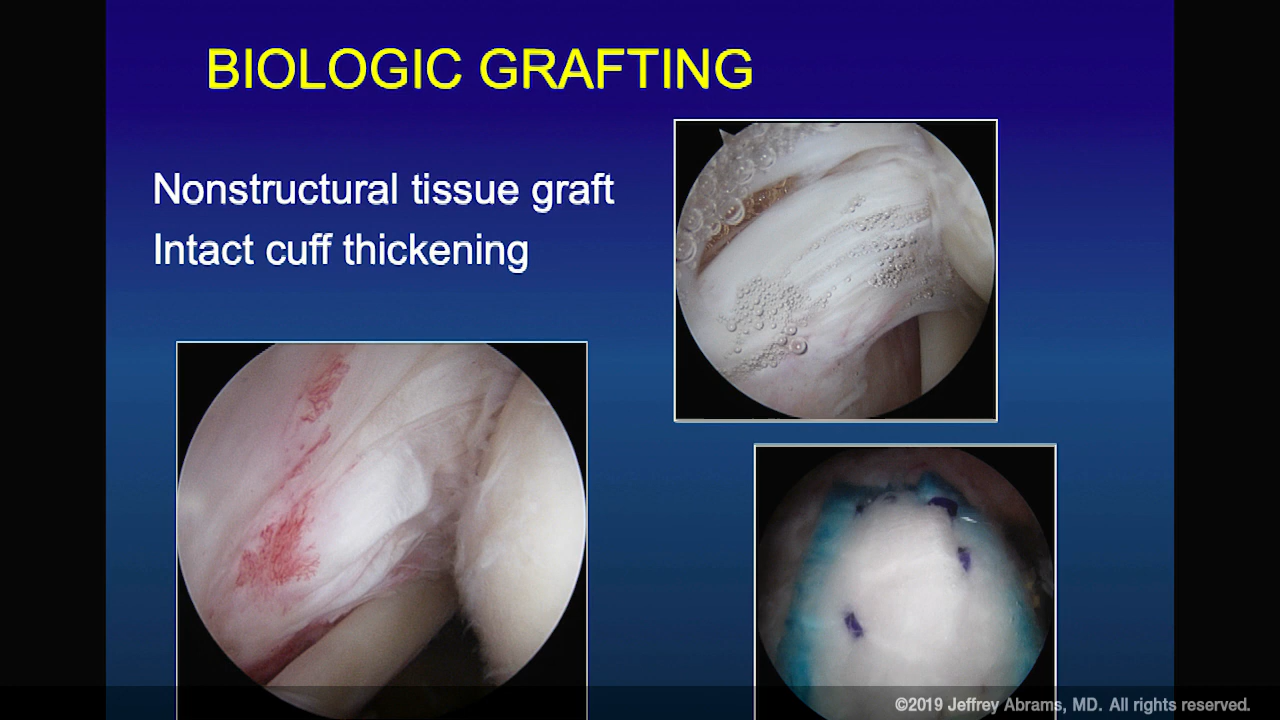 BIOLOGIC GRAFTING
Nonstructural tissue graft
Intact cuff thickening
©2019 Jeffrey Abrams, MD. All rights reserved.